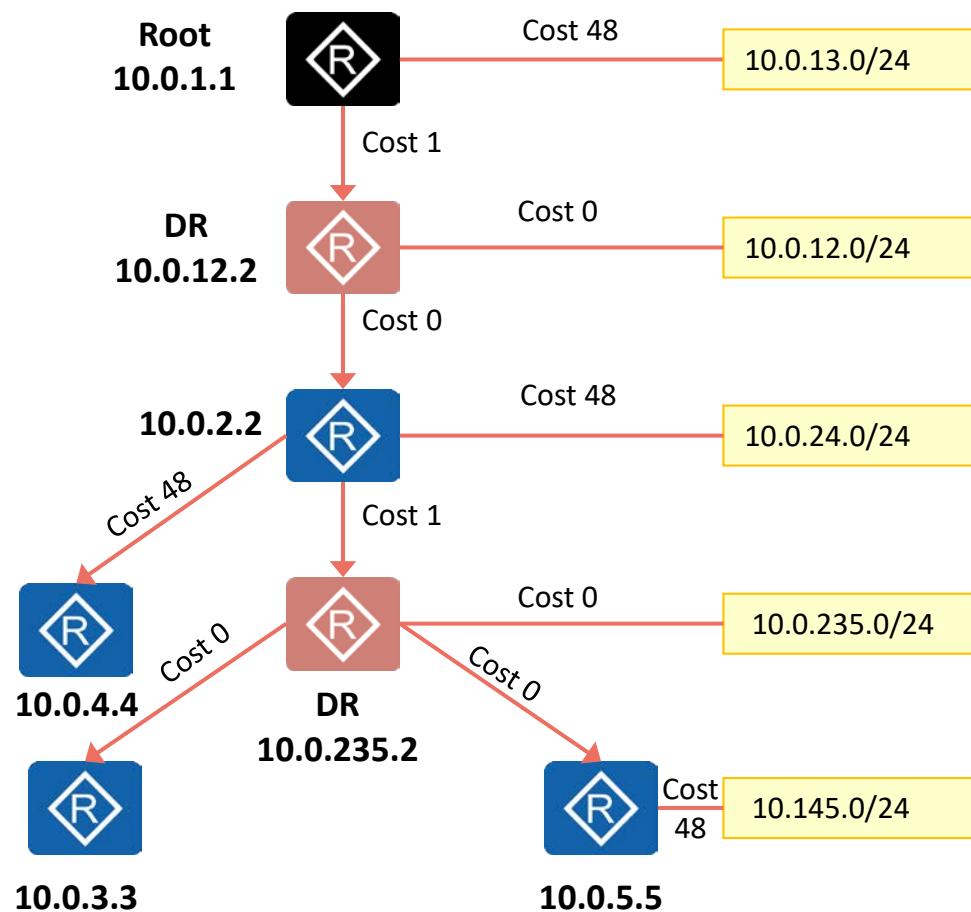 Root
10.0.1.1
R
Cost 48
10.0.13.0/24
Cost 1
DR
10.0.12.2
R
Cost 0
10.0.12.0/24
Cost 0
10.0.2.2
R
Cost 48
10.0.24.0/24
Cost 48
Cost 1
R
10.0.4.4
Cost 0
R
DR
10.0.235.2
Cost 0
10.0.235.0/24
Cost 0
R
10.0.3.3
R
10.0.5.5
Cost
48
10.145.0/24